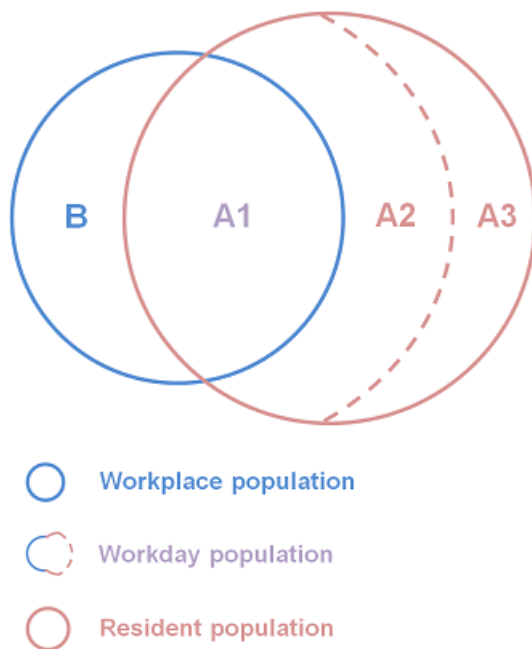 B A1 A2 A3
Workplace population
Workday population
Resident population